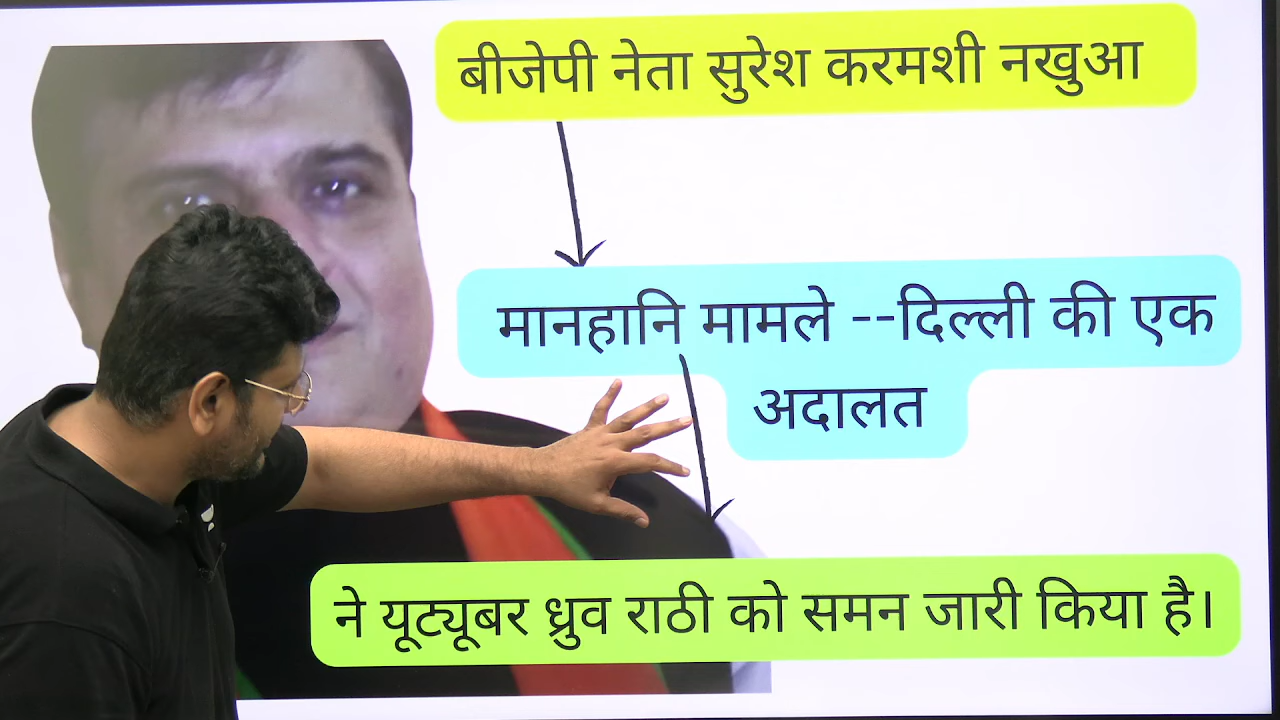 बीजेपी नेता सुरेश करमशी नखुआ
मानहानि मामले --दिल्ली की एक
अदालत
ने यूट्यूबर ध्रुव राठी को समन जारी किया है।